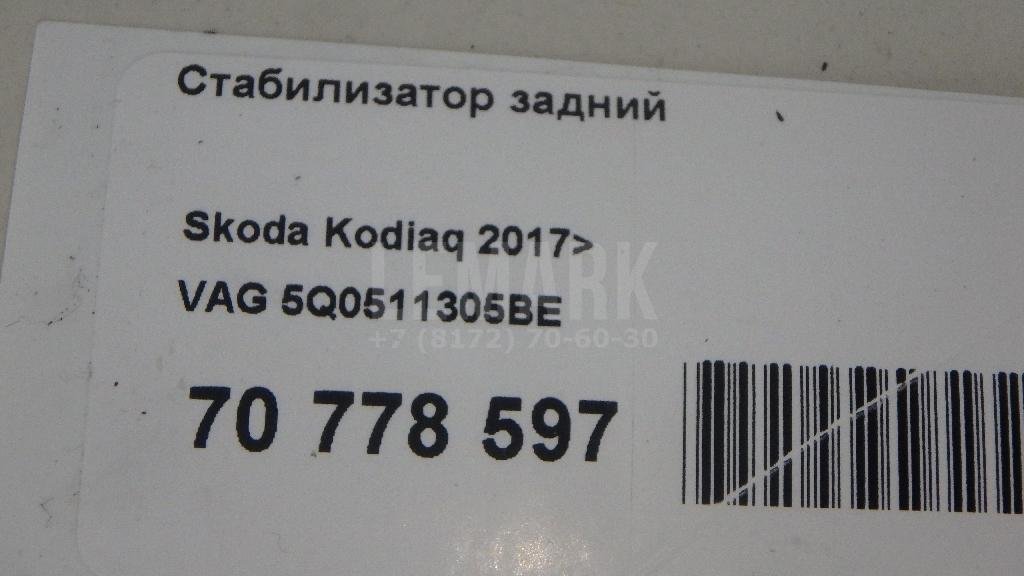 Стабилизатор задний
Skoda Kodiaq 2017>
VAG 5Q0511305BE
LEMARK
+7 (8172) 70-60-30
70 778 597